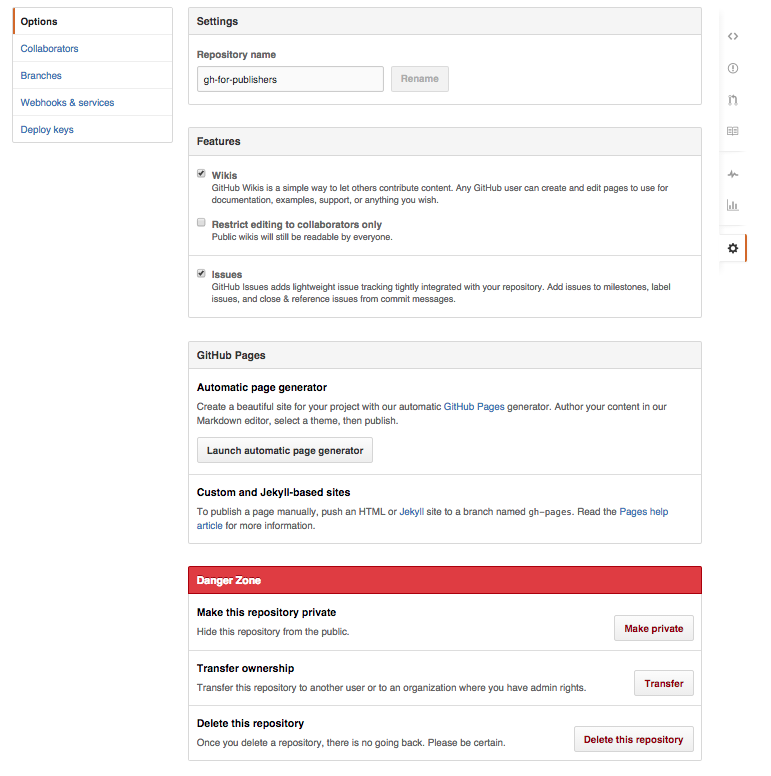 Options
Collaborators
Branches
Webhooks & services
Deploy keys
Settings
Repository name
gh-for-publishers
Rename
Features
Wikis
GitHub Wikis is a simple way to let others contribute content. Any GitHub user can create and edit pages to use for
documentation, examples, support, or anything you wish.
Restrict editing to collaborators only
Public wikis will still be readable by everyone.
Issues
GitHub Issues adds lightweight issue tracking tightly integrated with your repository. Add issues to milestones, label
issues, and close & reference issues from commit messages.
GitHub Pages
Automatic page generator
Create a beautiful site for your project with our automatic GitHub Pages generator. Author your content in our
Markdown editor, select a theme, then publish.
Launch automatic page generator
Custom and Jekyll-based sites
To publish a page manually, push an HTML or Jekyll site to a branch named gh-pages. Read the Pages help
article for more information.
Danger Zone
Make this repository private
Hide this repository from the public.
Make private
Transfer ownership
Transfer this repository to another user or to an organization where you have admin rights.
Transfer
Delete this repository
Once you delete a repository, there is no going back. Please be certain.
Delete this repository